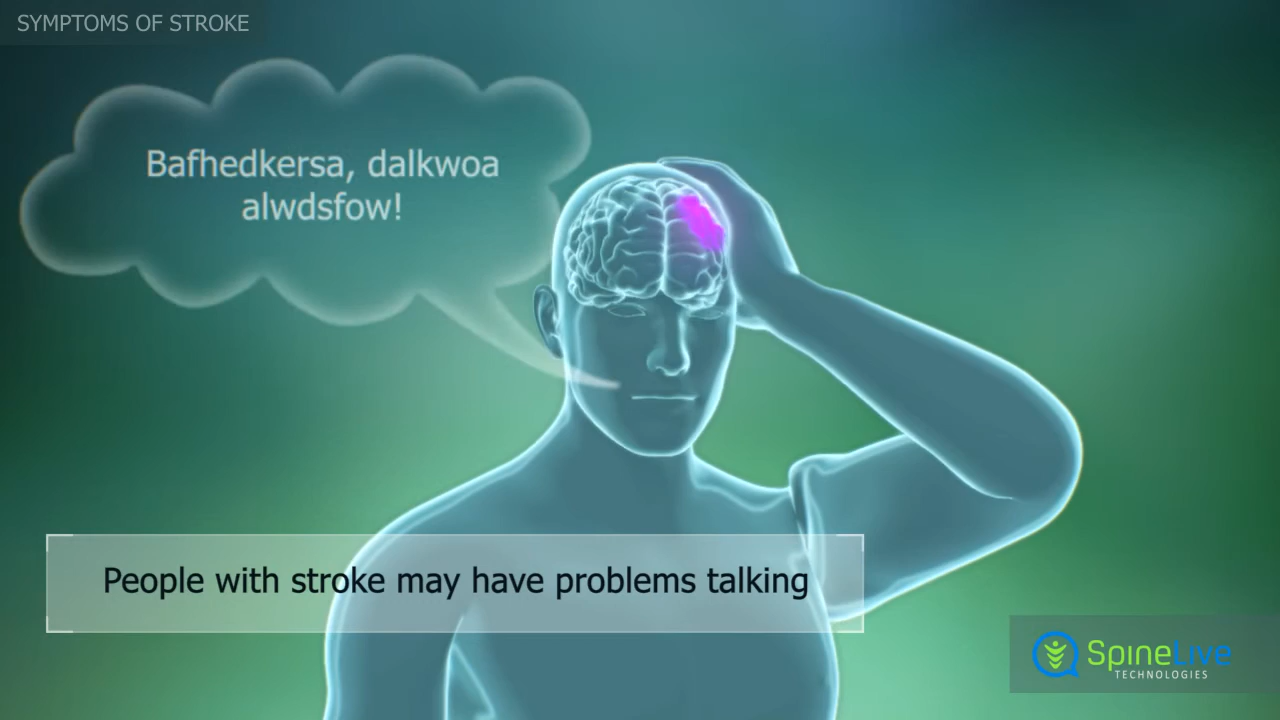 SYMPTOMS OF STROKE
Bafhedkersa, dalkwoa
alwdsfow!
People with stroke may have problems talking
SpineLive
TECHNOLOGIES